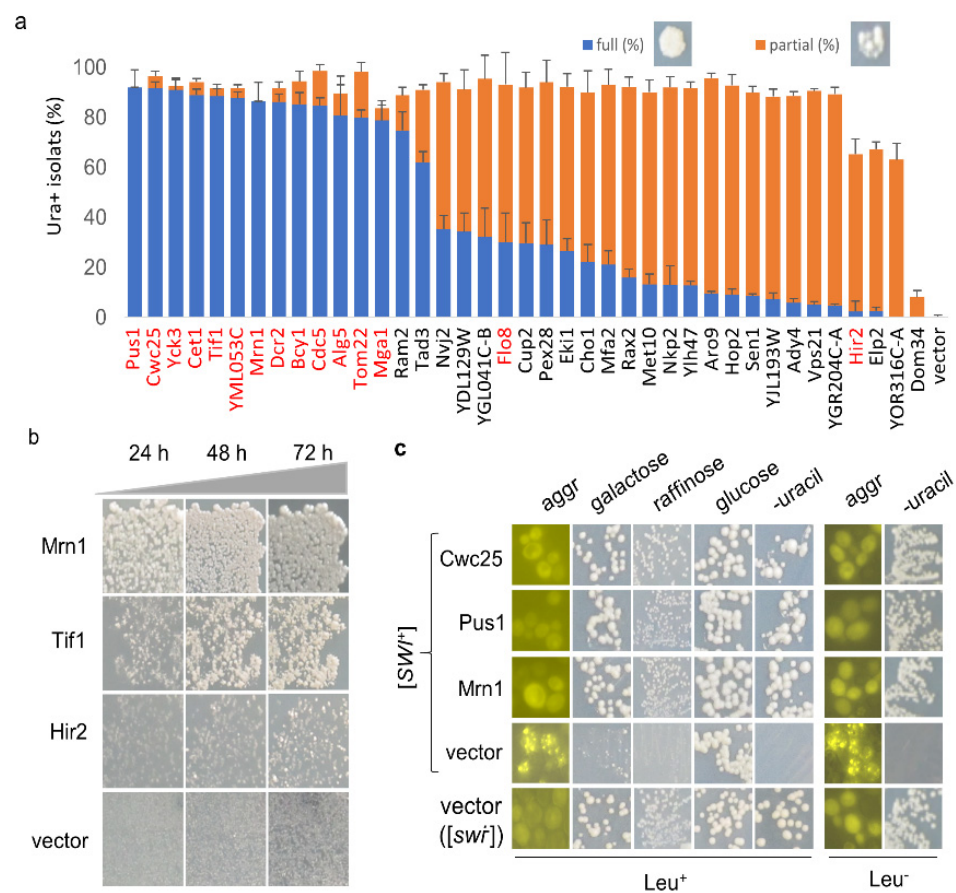 a
full (%)
partial (%)
Ura+ isolats (%)
100
80
60
40
20
0
Pus1
Cwc25
Yck3
Cet1
Tif1
YML053C
Mrn1
Dcr2
Bcy1
Cdc5
Alg5
Tom22
Mga1
Ram2
Tad3
Nvj2
YDL129W
YGL041C-B
Flo8
Cup2
Pex28
Eki1
Cho1
Mfa2
Rax2
Met10
Nkp2
Ylh47
Aro9
Hop2
Sen1
YJL193W
Ady4
Vps21
YGR204C-A
Hir2
Elp2
YOR316C-A
Dom34
vector
b
24 h 48 h 72 h
Mrn1
Tif1
Hir2
vector
c
aggr galactose raffinose glucose -uracil aggr -uracil
[SWI⁺]
Cwc25
Pus1
Mrn1
vector
vector
([swi⁻])
Leu⁺ Leu⁻